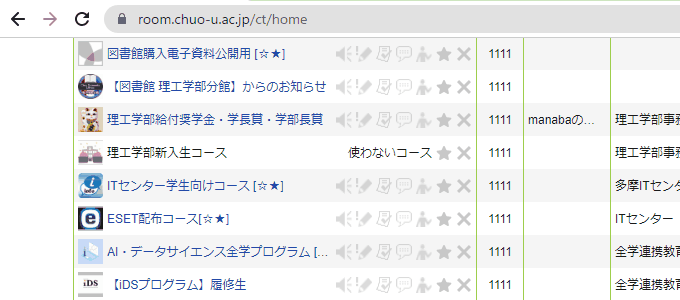 room.chuo-u.ac.jp/ct/home
図書館購入電子資料公開用 [☆★] 1111
【図書館 理工学部分館】からのお知らせ 1111
理工学部給付奨学金・学長賞・学部長賞 1111 manabaの... 理工学部事務
理工学部新入生コース 使わないコース 1111 理工学部事務
ITセンター学生向けコース [☆★] 1111 多摩ITセン
ESET配布コース[☆★] 1111 ITセンター
AI・データサイエンス全学プログラム [... 1111 全学連携教育
iDS 【iDSプログラム】履修生 1111 全学連携教育